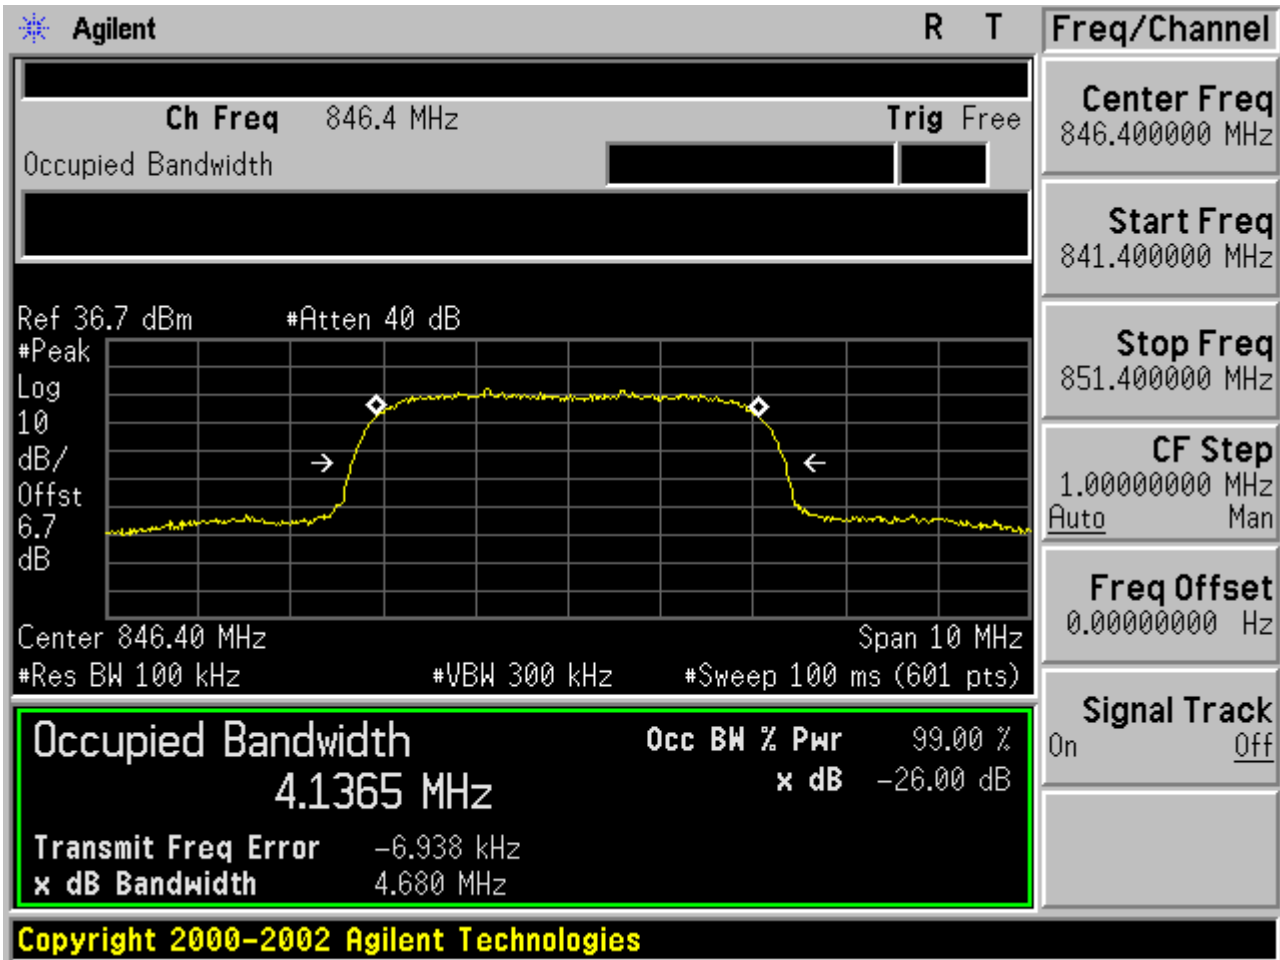 Agilent
R T
Ch Freq 846.4 MHz
Trig Free
Occupied Bandwidth
Ref 36.7 dBm
#Atten 40 dB
#Peak
Log
10
dB/
Offst
6.7
dB
Center 846.40 MHz
Span 10 MHz
#Res BW 100 kHz
#VBW 300 kHz
#Sweep 100 ms (601 pts)
Occupied Bandwidth
4.1365 MHz
Occ BW % Pwr 99.00 %
x dB -26.00 dB
Transmit Freq Error -6.938 kHz
x dB Bandwidth 4.680 MHz
Copyright 2000-2002 Agilent Technologies
Freq/Channel
Center Freq
846.400000 MHz
Start Freq
841.400000 MHz
Stop Freq
851.400000 MHz
CF Step
1.00000000 MHz
Auto Man
Freq Offset
0.00000000 Hz
Signal Track
On Off